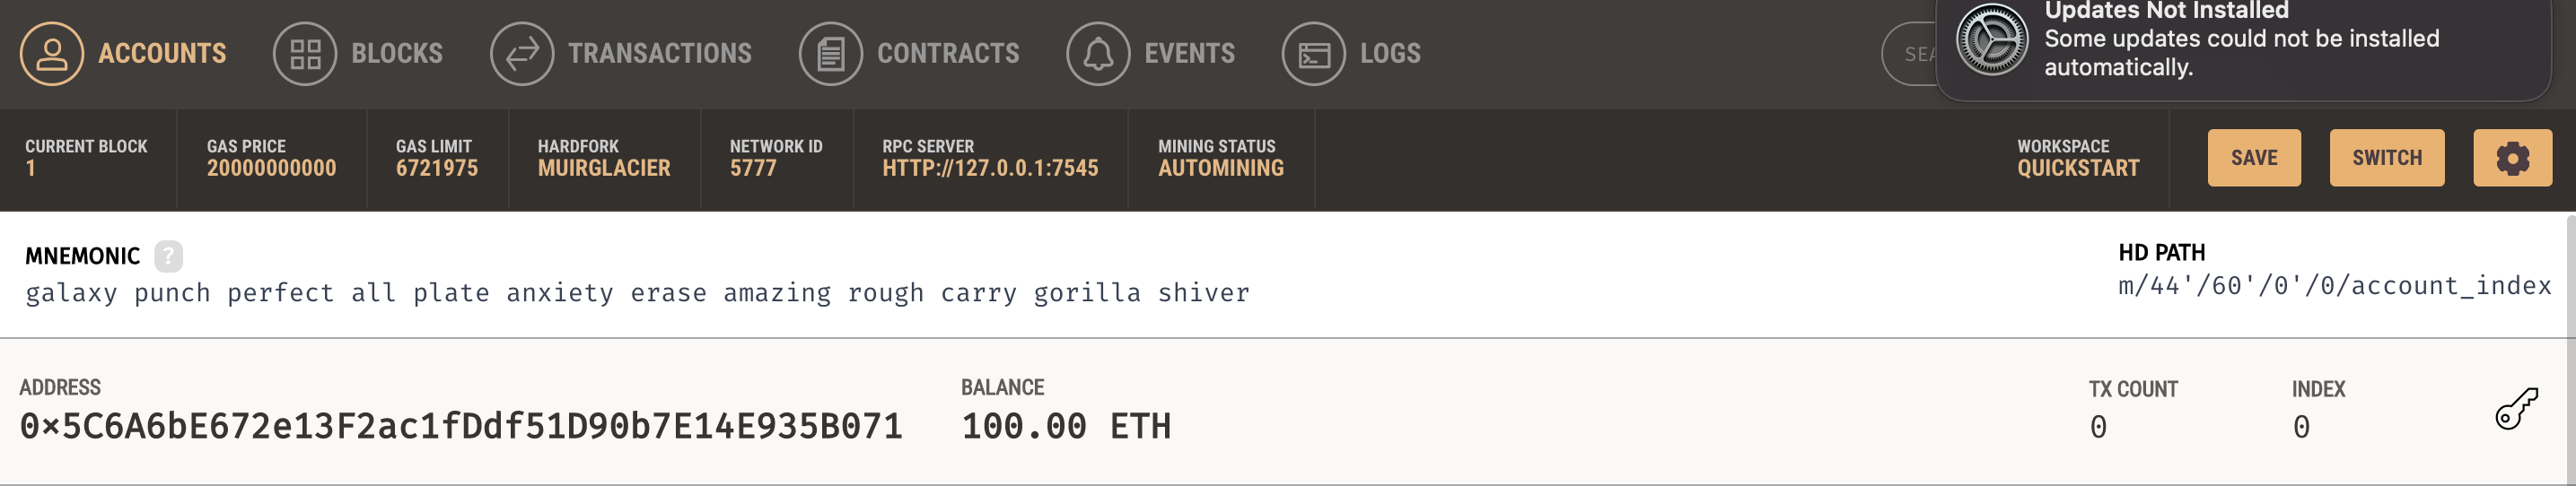 ACCOUNTS BLOCKS TRANSACTIONS CONTRACTS EVENTS LOGS
Updates Not Installed
Some updates could not be installed
automatically.
CURRENT BLOCK
1
GAS PRICE
20000000000
GAS LIMIT
6721975
HARDFORK
MUIRGLACIER
NETWORK ID
5777
RPC SERVER
HTTP://127.0.0.1:7545
MINING STATUS
AUTOMINING
WORKSPACE
QUICKSTART
SAVE
SWITCH
MNEMONIC ?
galaxy punch perfect all plate anxiety erase amazing rough carry gorilla shiver
HD PATH
m/44'/60'/0'/0/account_index
ADDRESS
0×5C6A6bE672e13F2ac1fDdf51D90b7E14E935B071
BALANCE
100.00 ETH
TX COUNT
0
INDEX
0